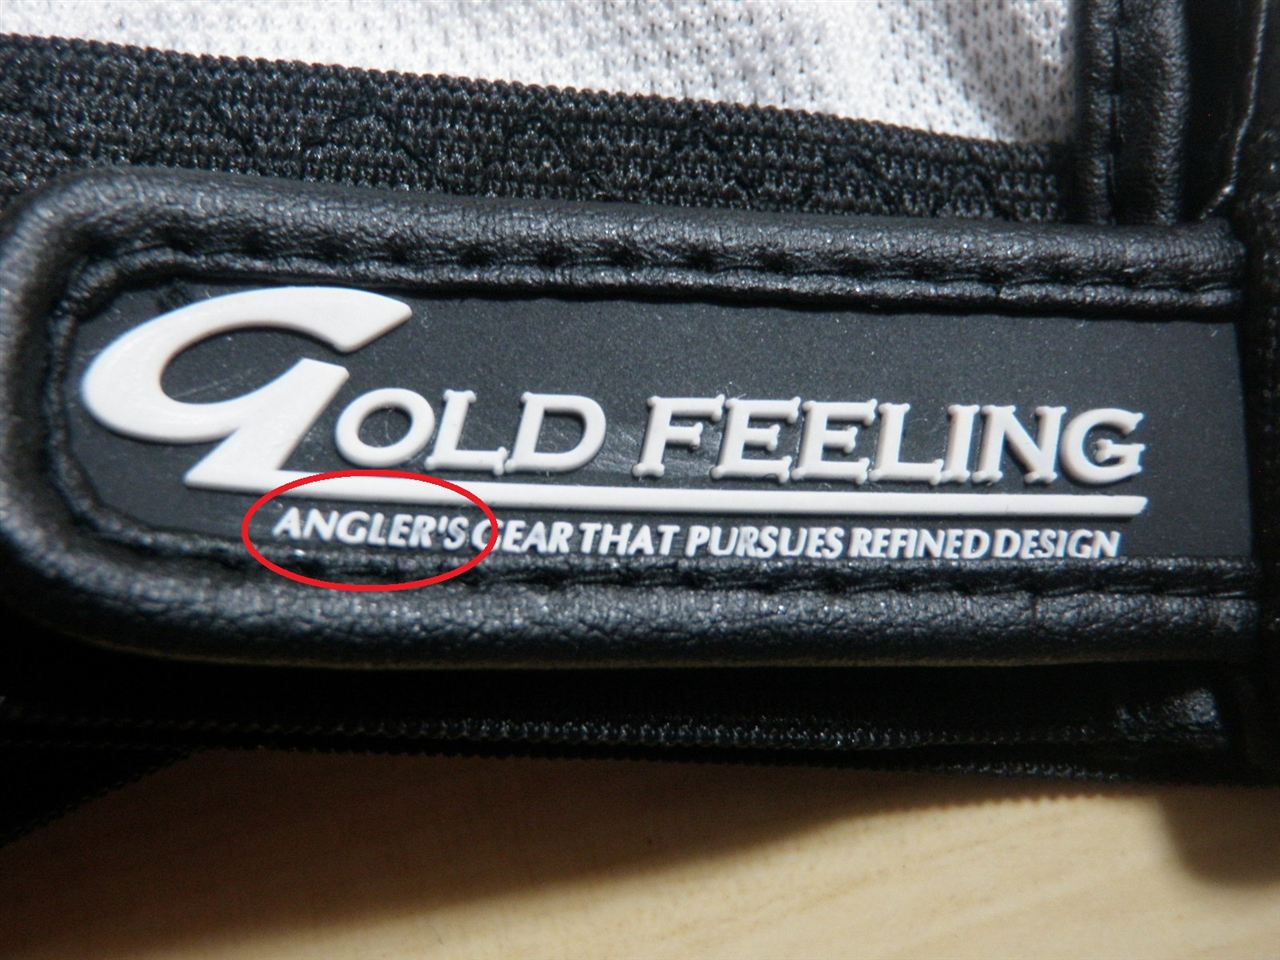 GOLD FEELING
ANGLER'S GEAR THAT PURSUES REFINED DESIGN